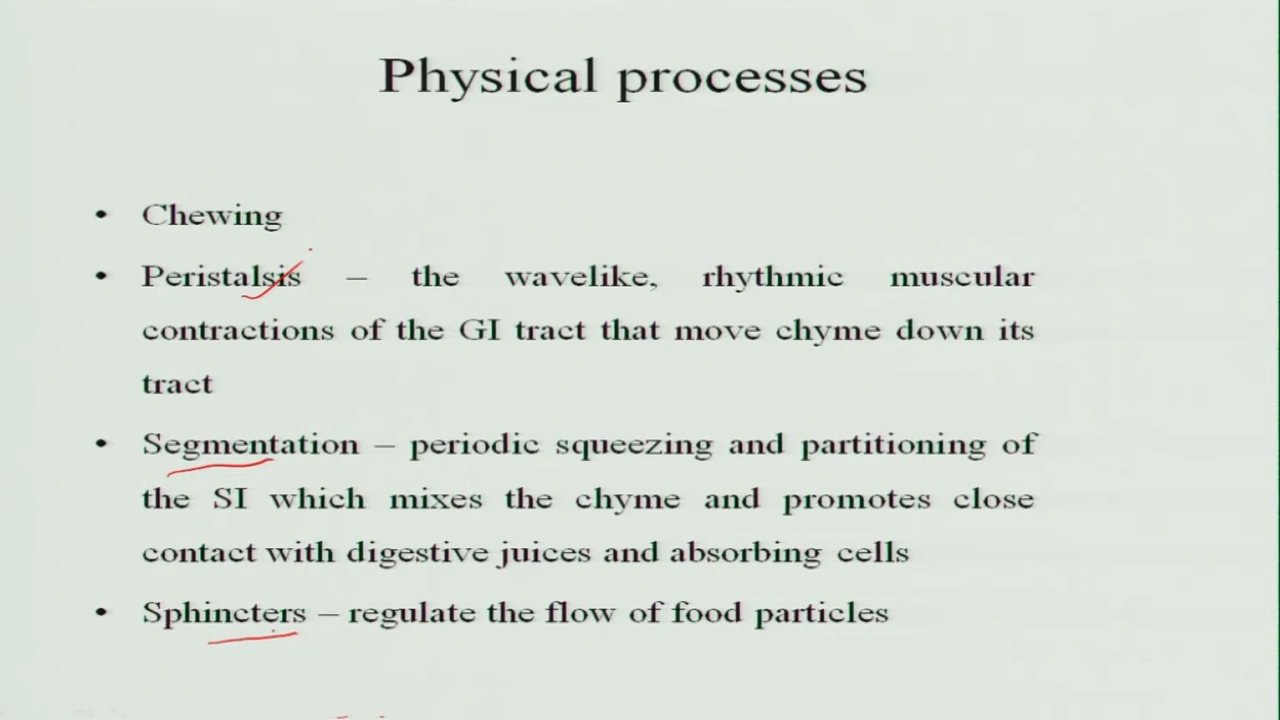 Physical processes
• Chewing
• Peristalsis – the wavelike, rhythmic muscular
contractions of the GI tract that move chyme down its
tract
• Segmentation – periodic squeezing and partitioning of
the SI which mixes the chyme and promotes close
contact with digestive juices and absorbing cells
• Sphincters – regulate the flow of food particles